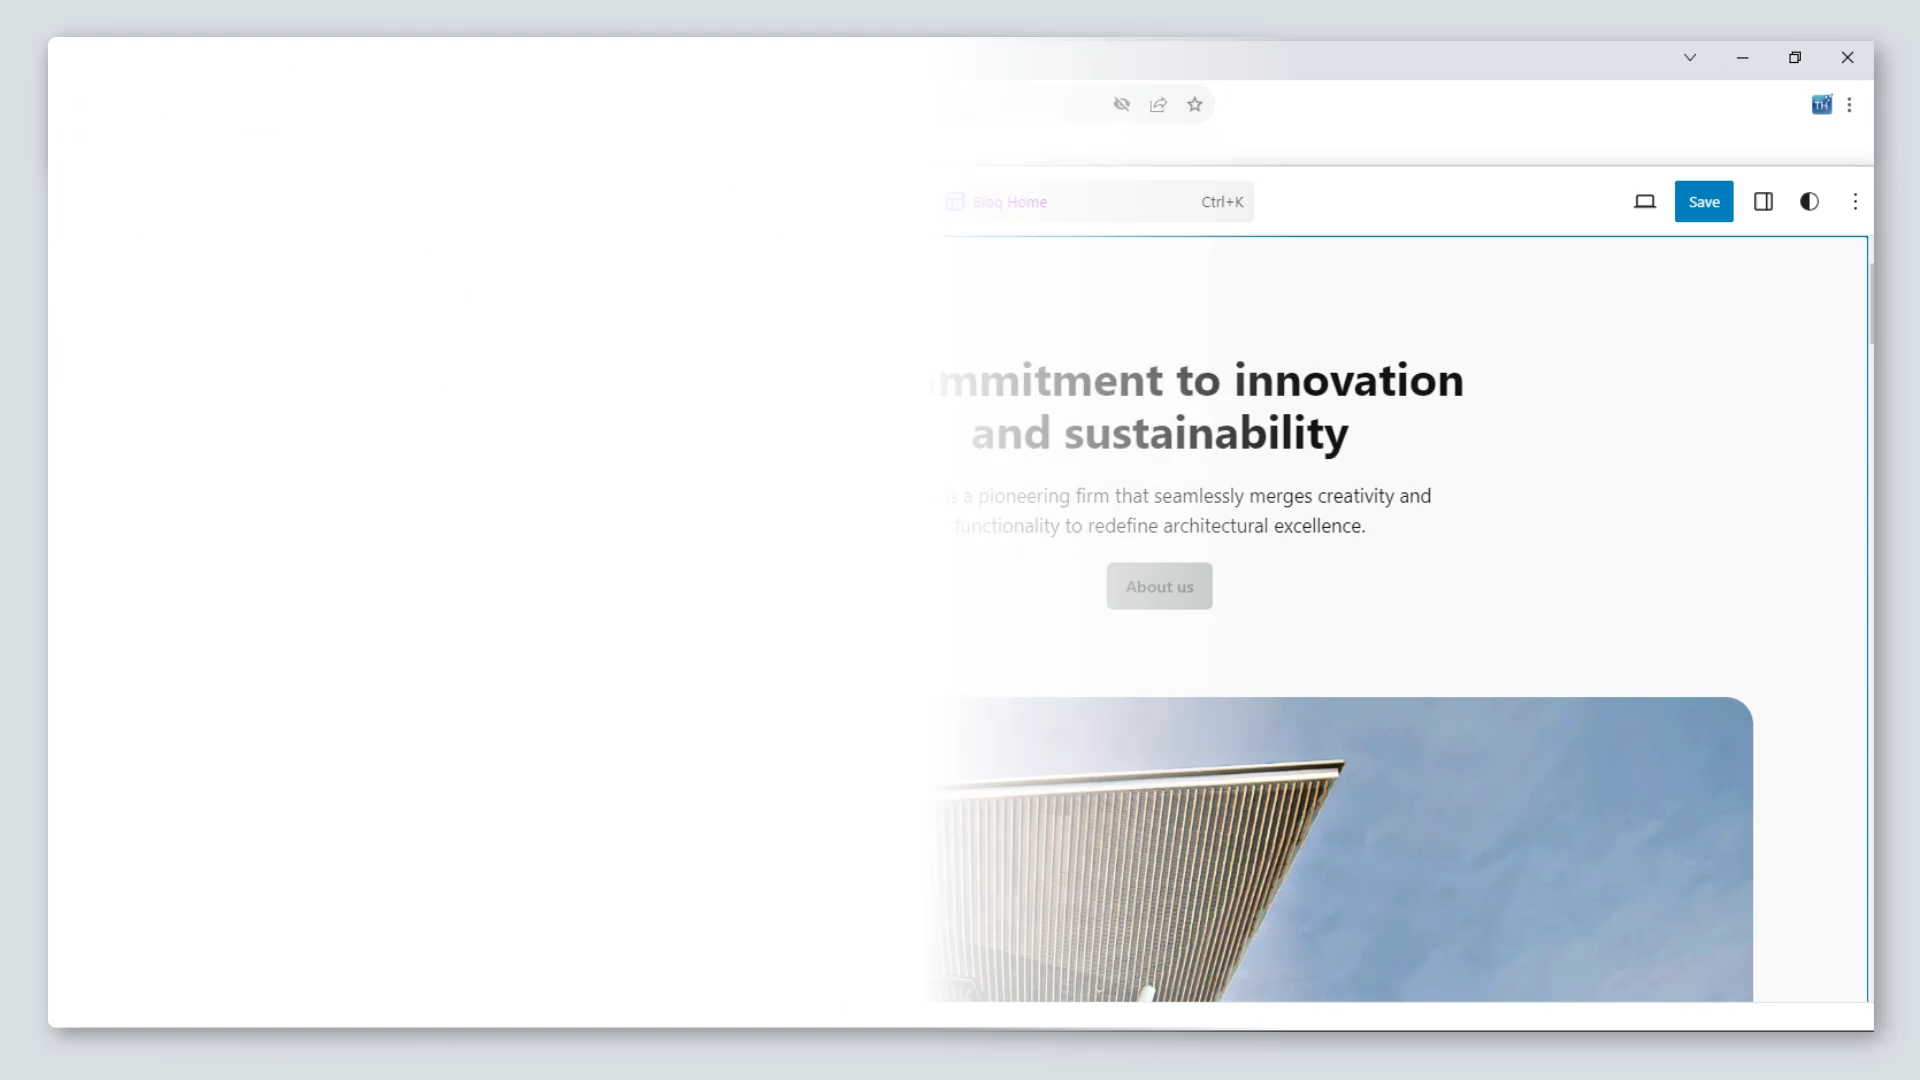 TH
Blog Home Ctrl+K
Save
mmitment to innovation
and sustainability
is a pioneering firm that seamlessly merges creativity and
functionality to redefine architectural excellence.
About us